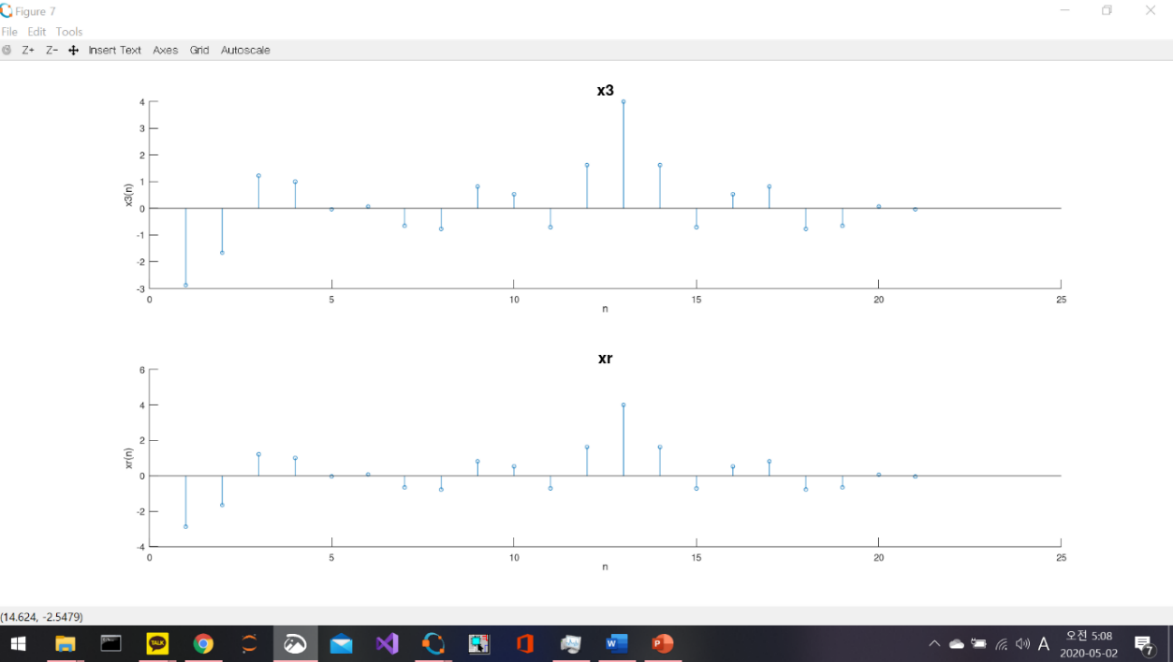 Figure 7
File Edit Tools
Z+ Z- Insert Text Axes Grid Autoscale
x3
4
3
2
1
0
-1
-2
-3
x3(n)
0 5 10 15 20 25
n
xr
6
4
2
0
-2
-4
xr(n)
0 5 10 15 20 25
n
(14.624, -2.5479)
TALK
W
P
A
오전 5:08
2020-05-02
7